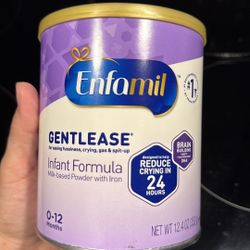 Enfamil
#1
GENTLEASE®
for easing fussiness, crying, gas & spit-up
Infant Formula
Milk-based Powder with Iron
BRAIN
BUILDING
DHA
designed to help
REDUCE
CRYING IN
24
HOURS
0-12
Months
NET WT 12.4 OZ